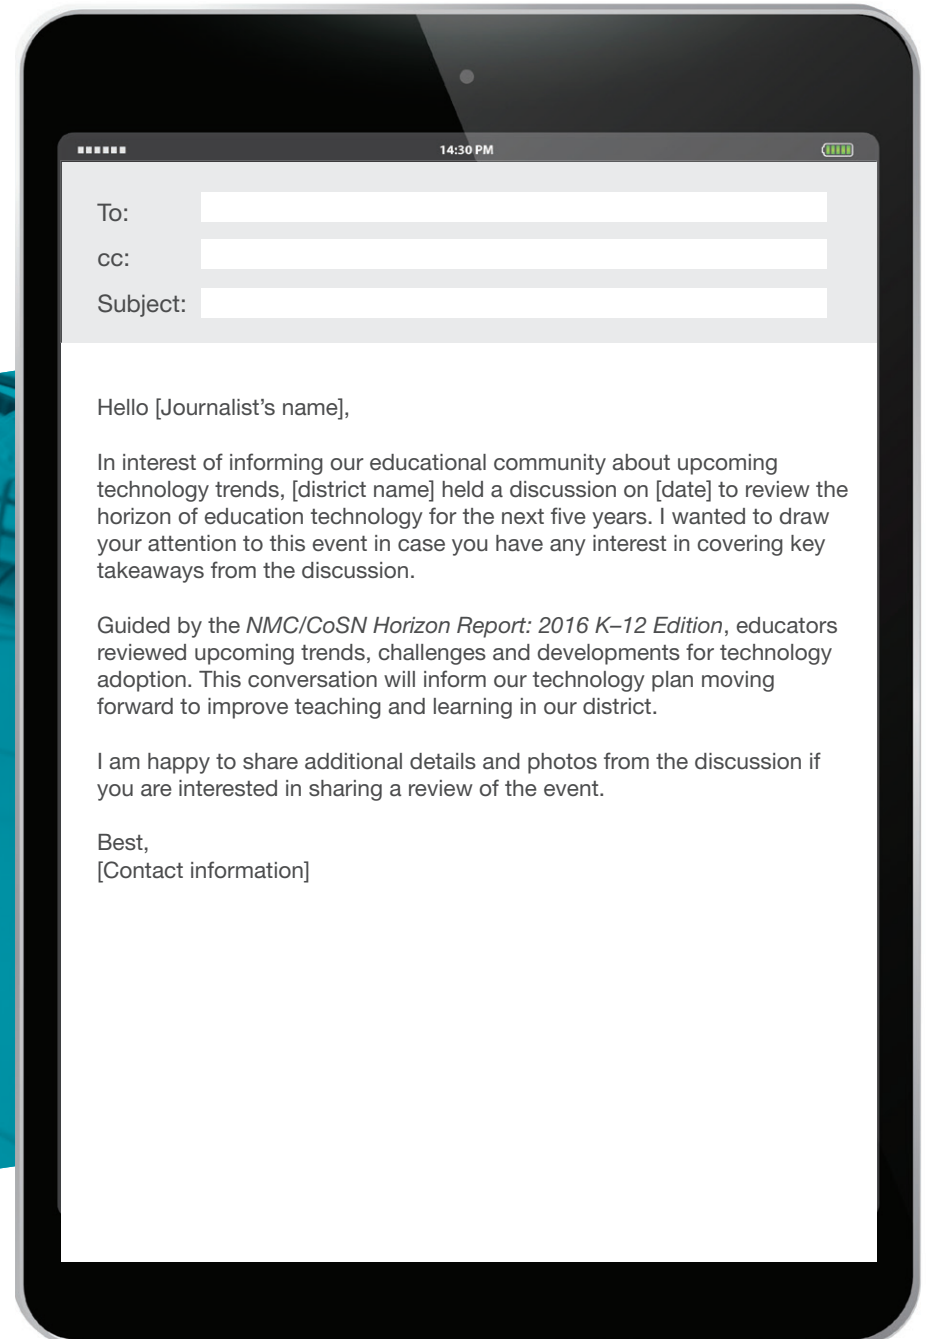 14:30 PM
To:
cc:
Subject:
Hello [Journalist’s name],
In interest of informing our educational community about upcoming
technology trends, [district name] held a discussion on [date] to review the
horizon of education technology for the next five years. I wanted to draw
your attention to this event in case you have any interest in covering key
takeaways from the discussion.
Guided by the NMC/CoSN Horizon Report: 2016 K–12 Edition, educators
reviewed upcoming trends, challenges and developments for technology
adoption. This conversation will inform our technology plan moving
forward to improve teaching and learning in our district.
I am happy to share additional details and photos from the discussion if
you are interested in sharing a review of the event.
Best,
[Contact information]